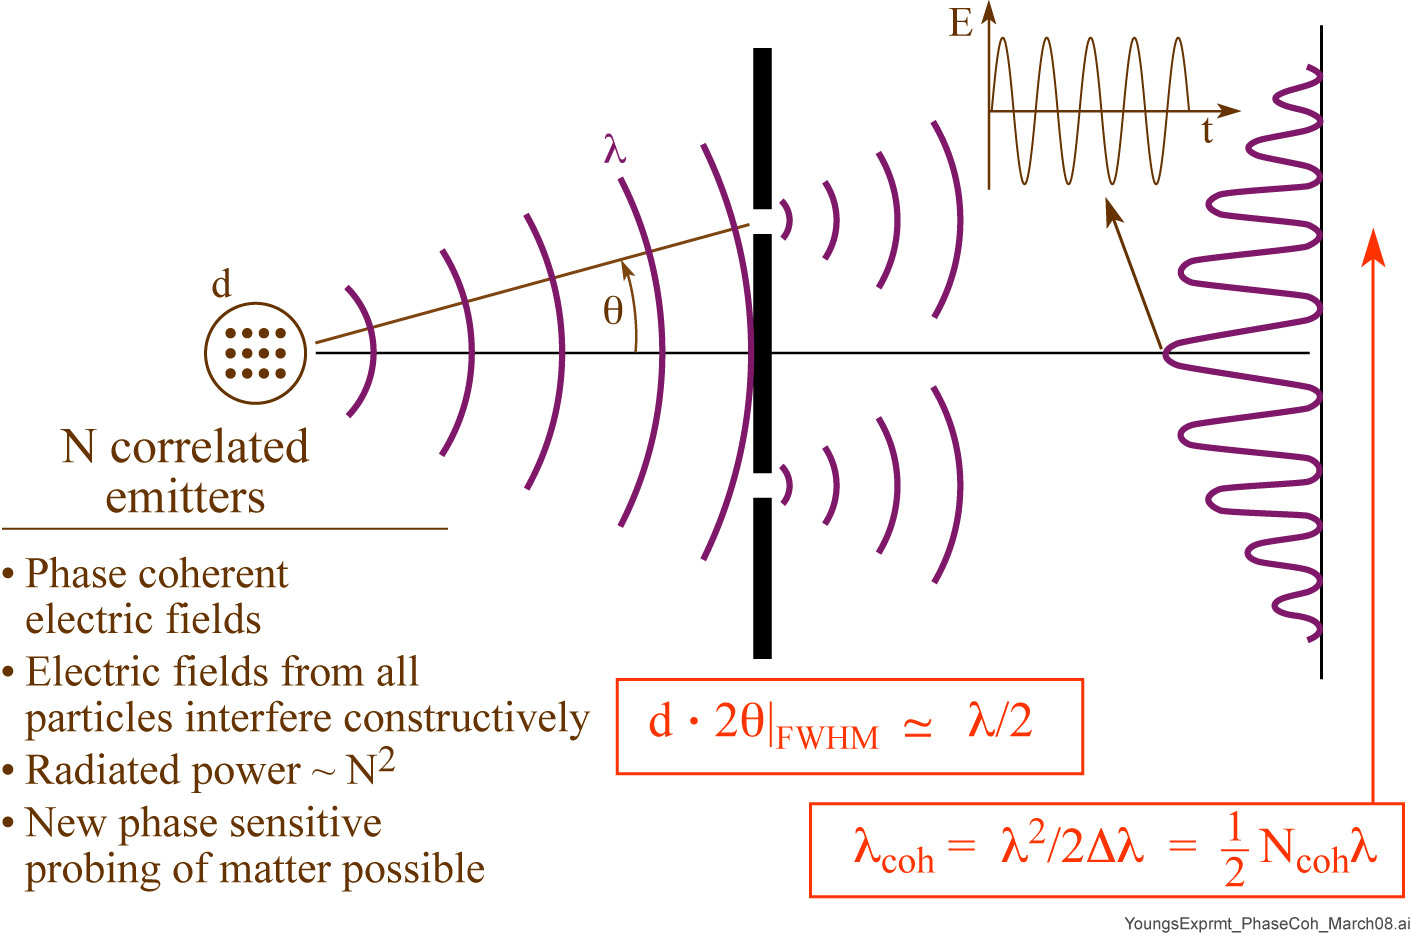 E
t
λ
d
θ
N correlated
emitters
• Phase coherent
electric fields
• Electric fields from all
particles interfere constructively
• Radiated power ~ N²
• New phase sensitive
probing of matter possible
d · 2θ|FWHM ≃ λ/2
λcoh = λ²/2Δλ = 1/2 Ncohλ
YoungsExprmt_PhaseCoh_March08.ai